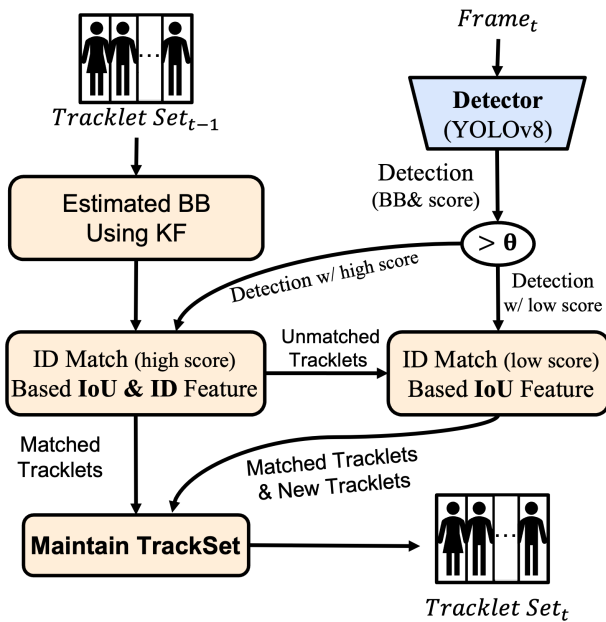 Frame_t
Tracklet Set_{t−1}
Detector
(YOLOv8)
Detection
(BB& score)
Estimated BB
Using KF
> θ
Detection w/ high score
Detection
w/ low score
ID Match (high score)
Based IoU & ID Feature
Unmatched
Tracklets
ID Match (low score)
Based IoU Feature
Matched
Tracklets
Matched Tracklets
& New Tracklets
Maintain TrackSet
Tracklet Set_t